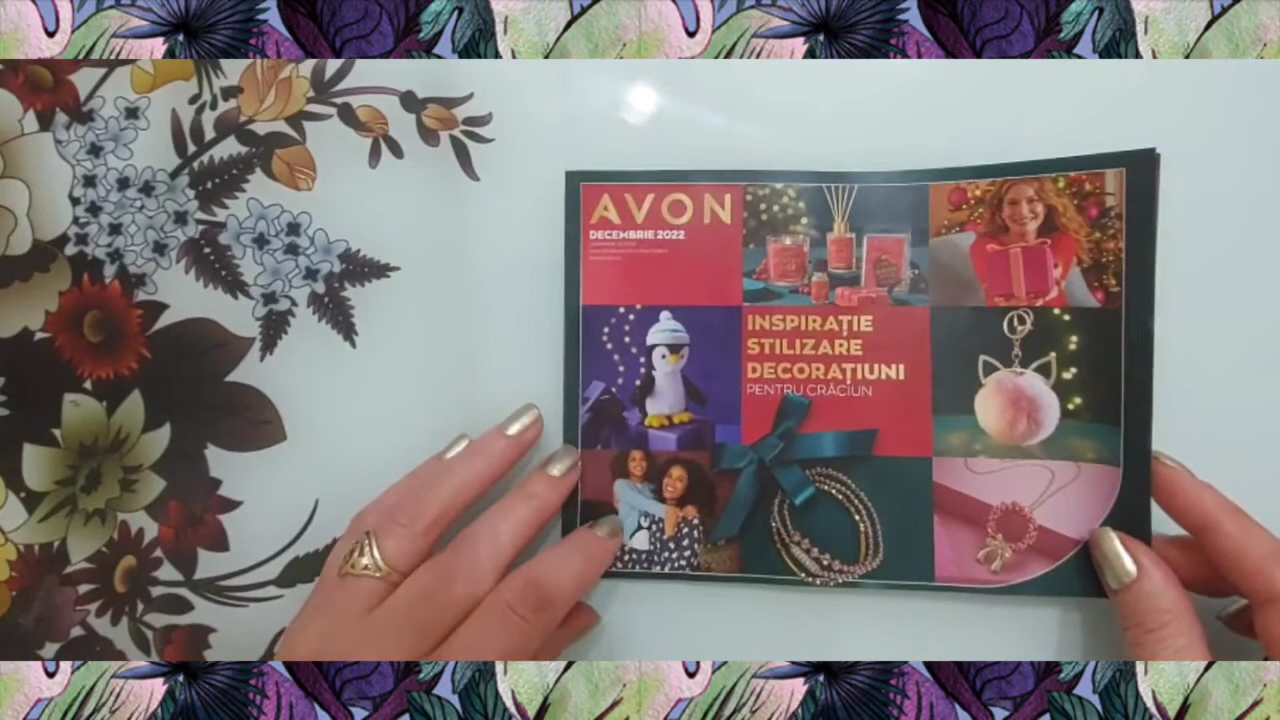 AVON
DECEMBRIE 2022
INSPIRAȚIE
STILIZARE
DECORAȚIUNI
PENTRU CRĂCIUN